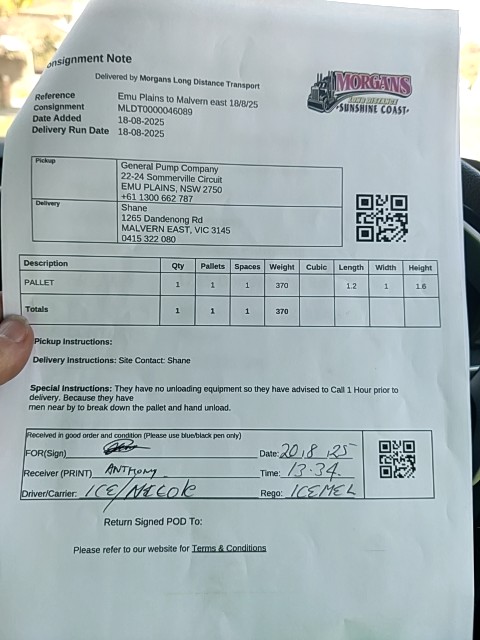 onsignment Note
Delivered by Morgans Long Distance Transport
MORGANS
LONG DISTANCE
SUNSHINE COAST
Reference Emu Plains to Malvern east 18/8/25
Consignment MLDT0000046089
Date Added 18-08-2025
Delivery Run Date 18-08-2025
Pickup
General Pump Company
22-24 Sommerville Circuit
EMU PLAINS, NSW 2750
+61 1300 662 787
Delivery
Shane
1265 Dandenong Rd
MALVERN EAST, VIC 3145
0415 322 080
Description Qty Pallets Spaces Weight Cubic Length Width Height
PALLET 1 1 1 370 1.2 1 1.6
Totals 1 1 1 370
Pickup Instructions:
Delivery Instructions: Site Contact: Shane
Special Instructions: They have no unloading equipment so they have advised to Call 1 Hour prior to
delivery. Because they have
men near by to break down the pallet and hand unload.
Received in good order and condition (Please use blue/black pen only)
FOR(Sign) Date: 20.8.25
Receiver (PRINT) ANTHONY Time: 13.34
Driver/Carrier: ICE/ Rego: ICEMEL
Return Signed POD To:
Please refer to our website for Terms & Conditions